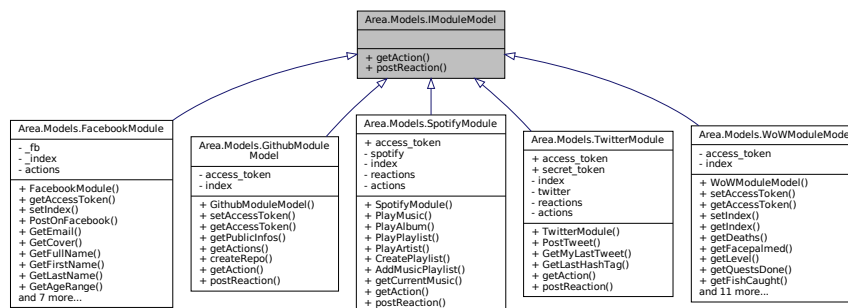 Area.Models.IModuleModel
+ getAction()
+ postReaction()
Area.Models.FacebookModule
- _fb
- _index
- actions
+ FacebookModule()
+ getAccessToken()
+ setIndex()
+ PostOnFacebook()
+ GetEmail()
+ GetCover()
+ GetFullName()
+ GetFirstName()
+ GetLastName()
+ GetAgeRange()
and 7 more...
Area.Models.GithubModule
Model
- access_token
- index
+ GithubModuleModel()
+ setAccessToken()
+ getAccessToken()
+ getPublicInfos()
+ getActions()
+ createRepo()
+ getAction()
+ postReaction()
Area.Models.SpotifyModule
+ access_token
- spotify
- index
- reactions
- actions
+ SpotifyModule()
+ PlayMusic()
+ PlayAlbum()
+ PlayPlaylist()
+ PlayArtist()
+ CreatePlaylist()
+ AddMusicPlaylist()
+ getCurrentMusic()
+ getAction()
+ postReaction()
Area.Models.TwitterModule
+ access_token
+ secret_token
- index
- twitter
- reactions
- actions
+ TwitterModule()
+ PostTweet()
+ GetMyLastTweet()
+ GetLastHashTag()
+ getAction()
+ postReaction()
Area.Models.WoWModuleModel
- access_token
- index
+ WoWModuleModel()
+ setAccessToken()
+ getAccessToken()
+ setIndex()
+ getIndex()
+ getDeaths()
+ getFacepalmed()
+ getLevel()
+ getQuestsDone()
+ getFishCaught()
and 11 more...